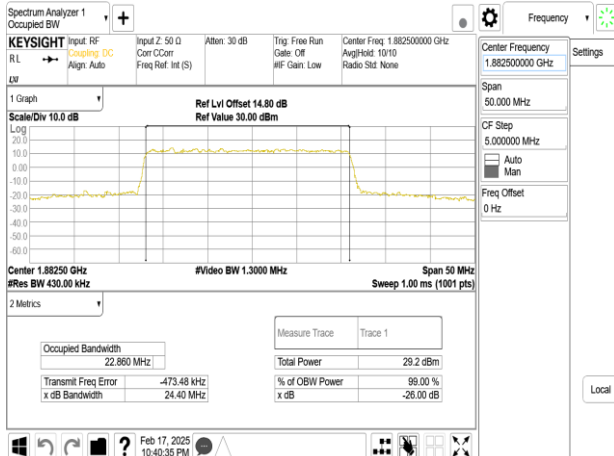 Spectrum Analyzer 1
Occupied BW
▼
+
Frequency
▼
KEYSIGHT
RL
Input: RF
Coupling: DC
Align: Auto
Input Z: 50 Ω
Corr CCorr
Freq Ref: Int (S)
Atten: 30 dB
Trig: Free Run
Gate: Off
#IF Gain: Low
Center Freq: 1.882500000 GHz
Avg|Hold: 10/10
Radio Std: None
LXI
1 Graph
▼
Scale/Div 10.0 dB
Ref Lvl Offset 14.80 dB
Ref Value 30.00 dBm
Log
20.0
10.0
0.00
-10.0
-20.0
-30.0
-40.0
-50.0
-60.0
Center 1.88250 GHz
#Res BW 430.00 kHz
#Video BW 1.3000 MHz
Span 50 MHz
Sweep 1.00 ms (1001 pts)
2 Metrics
▼
Occupied Bandwidth
22.860 MHz
Transmit Freq Error -473.48 kHz
x dB Bandwidth 24.40 MHz
Measure Trace Trace 1
Total Power 29.2 dBm
% of OBW Power 99.00 %
x dB -26.00 dB
Center Frequency
1.882500000 GHz
Settings
Span
50.000 MHz
CF Step
5.000000 MHz
Auto
Man
Freq Offset
0 Hz
Local
?
Feb 17, 2025
10:40:35 PM